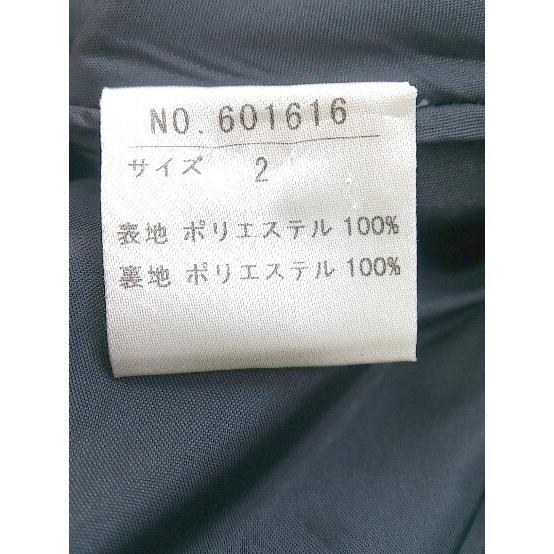 NO. 601616
サイズ 2
表地 ポリエステル 100%
裏地 ポリエステル 100%